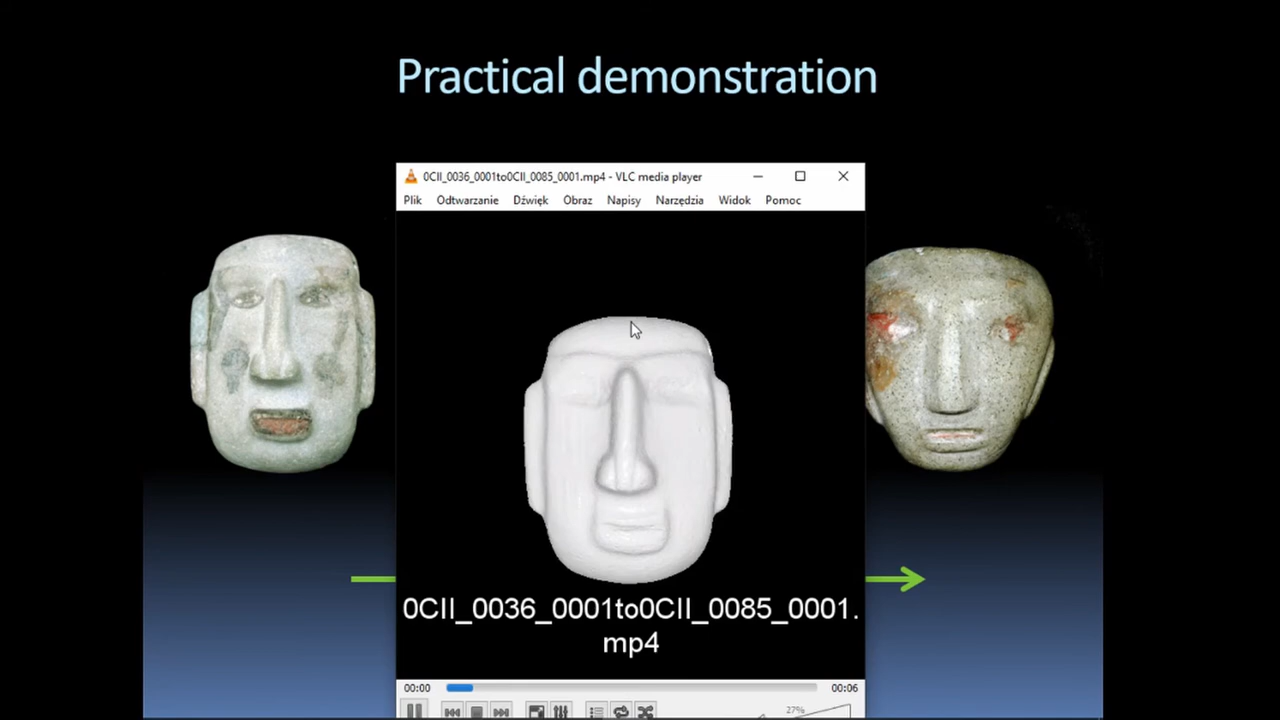 Practical demonstration
0CII_0036_0001to0CII_0085_0001.mp4 - VLC media player
Plik Odtwarzanie Dźwięk Obraz Napisy Narzędzia Widok Pomoc
0CII_0036_0001to0CII_0085_0001.
mp4
00:00 00:06
27%